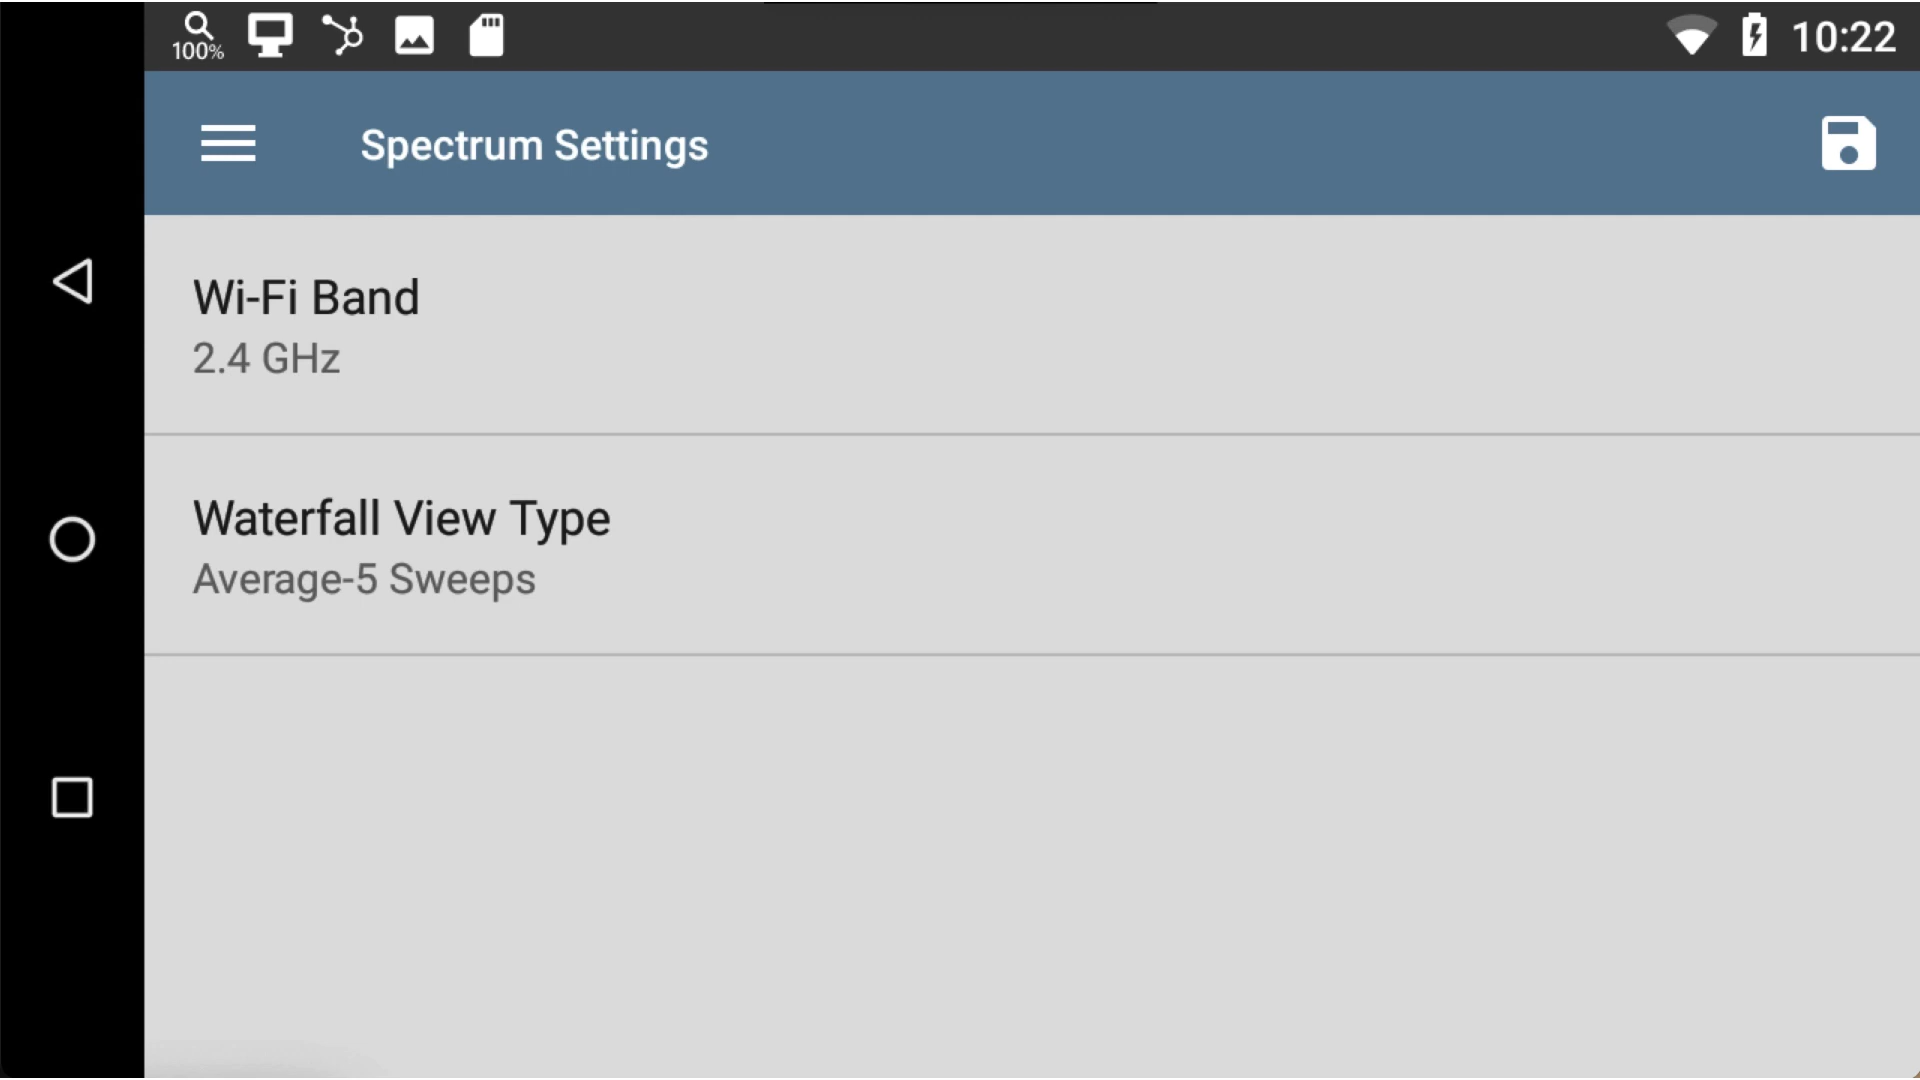 100%
10:22
Spectrum Settings
Wi-Fi Band
2.4 GHz
Waterfall View Type
Average-5 Sweeps